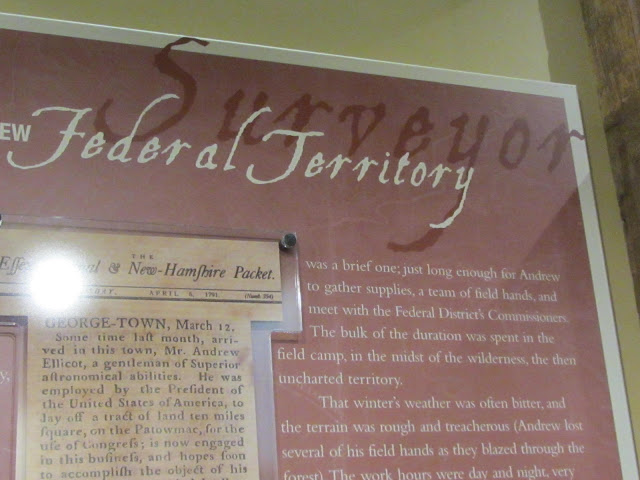 Surveyor
EW Federal Territory
THE
& New-Hamſhire Packet.
APRIL
GEORGE-TOWN, March 12.
Some time laſt month, arri-
ved in this town, Mr. Andrew
Ellicot, a gentleman of Superior
aſtronomical abilities. He was
employed by the Preſident of
the United States of America, to
lay off a tract of land ten miles
ſquare, on the Patowmac, for the
uſe of Congreſs; is now engaged
in this buſineſs, and hopes ſoon
to accompliſh the object of his
was a brief one; just long enough for Andrew
to gather supplies, a team of field hands, and
meet with the Federal District's Commissioners.
The bulk of the duration was spent in the
field camp, in the midst of the wilderness, the then
uncharted territory.
That winter's weather was often bitter, and
the terrain was rough and treacherous (Andrew lost
several of his field hands as they blazed through the
forest). The work hours were day and night, very